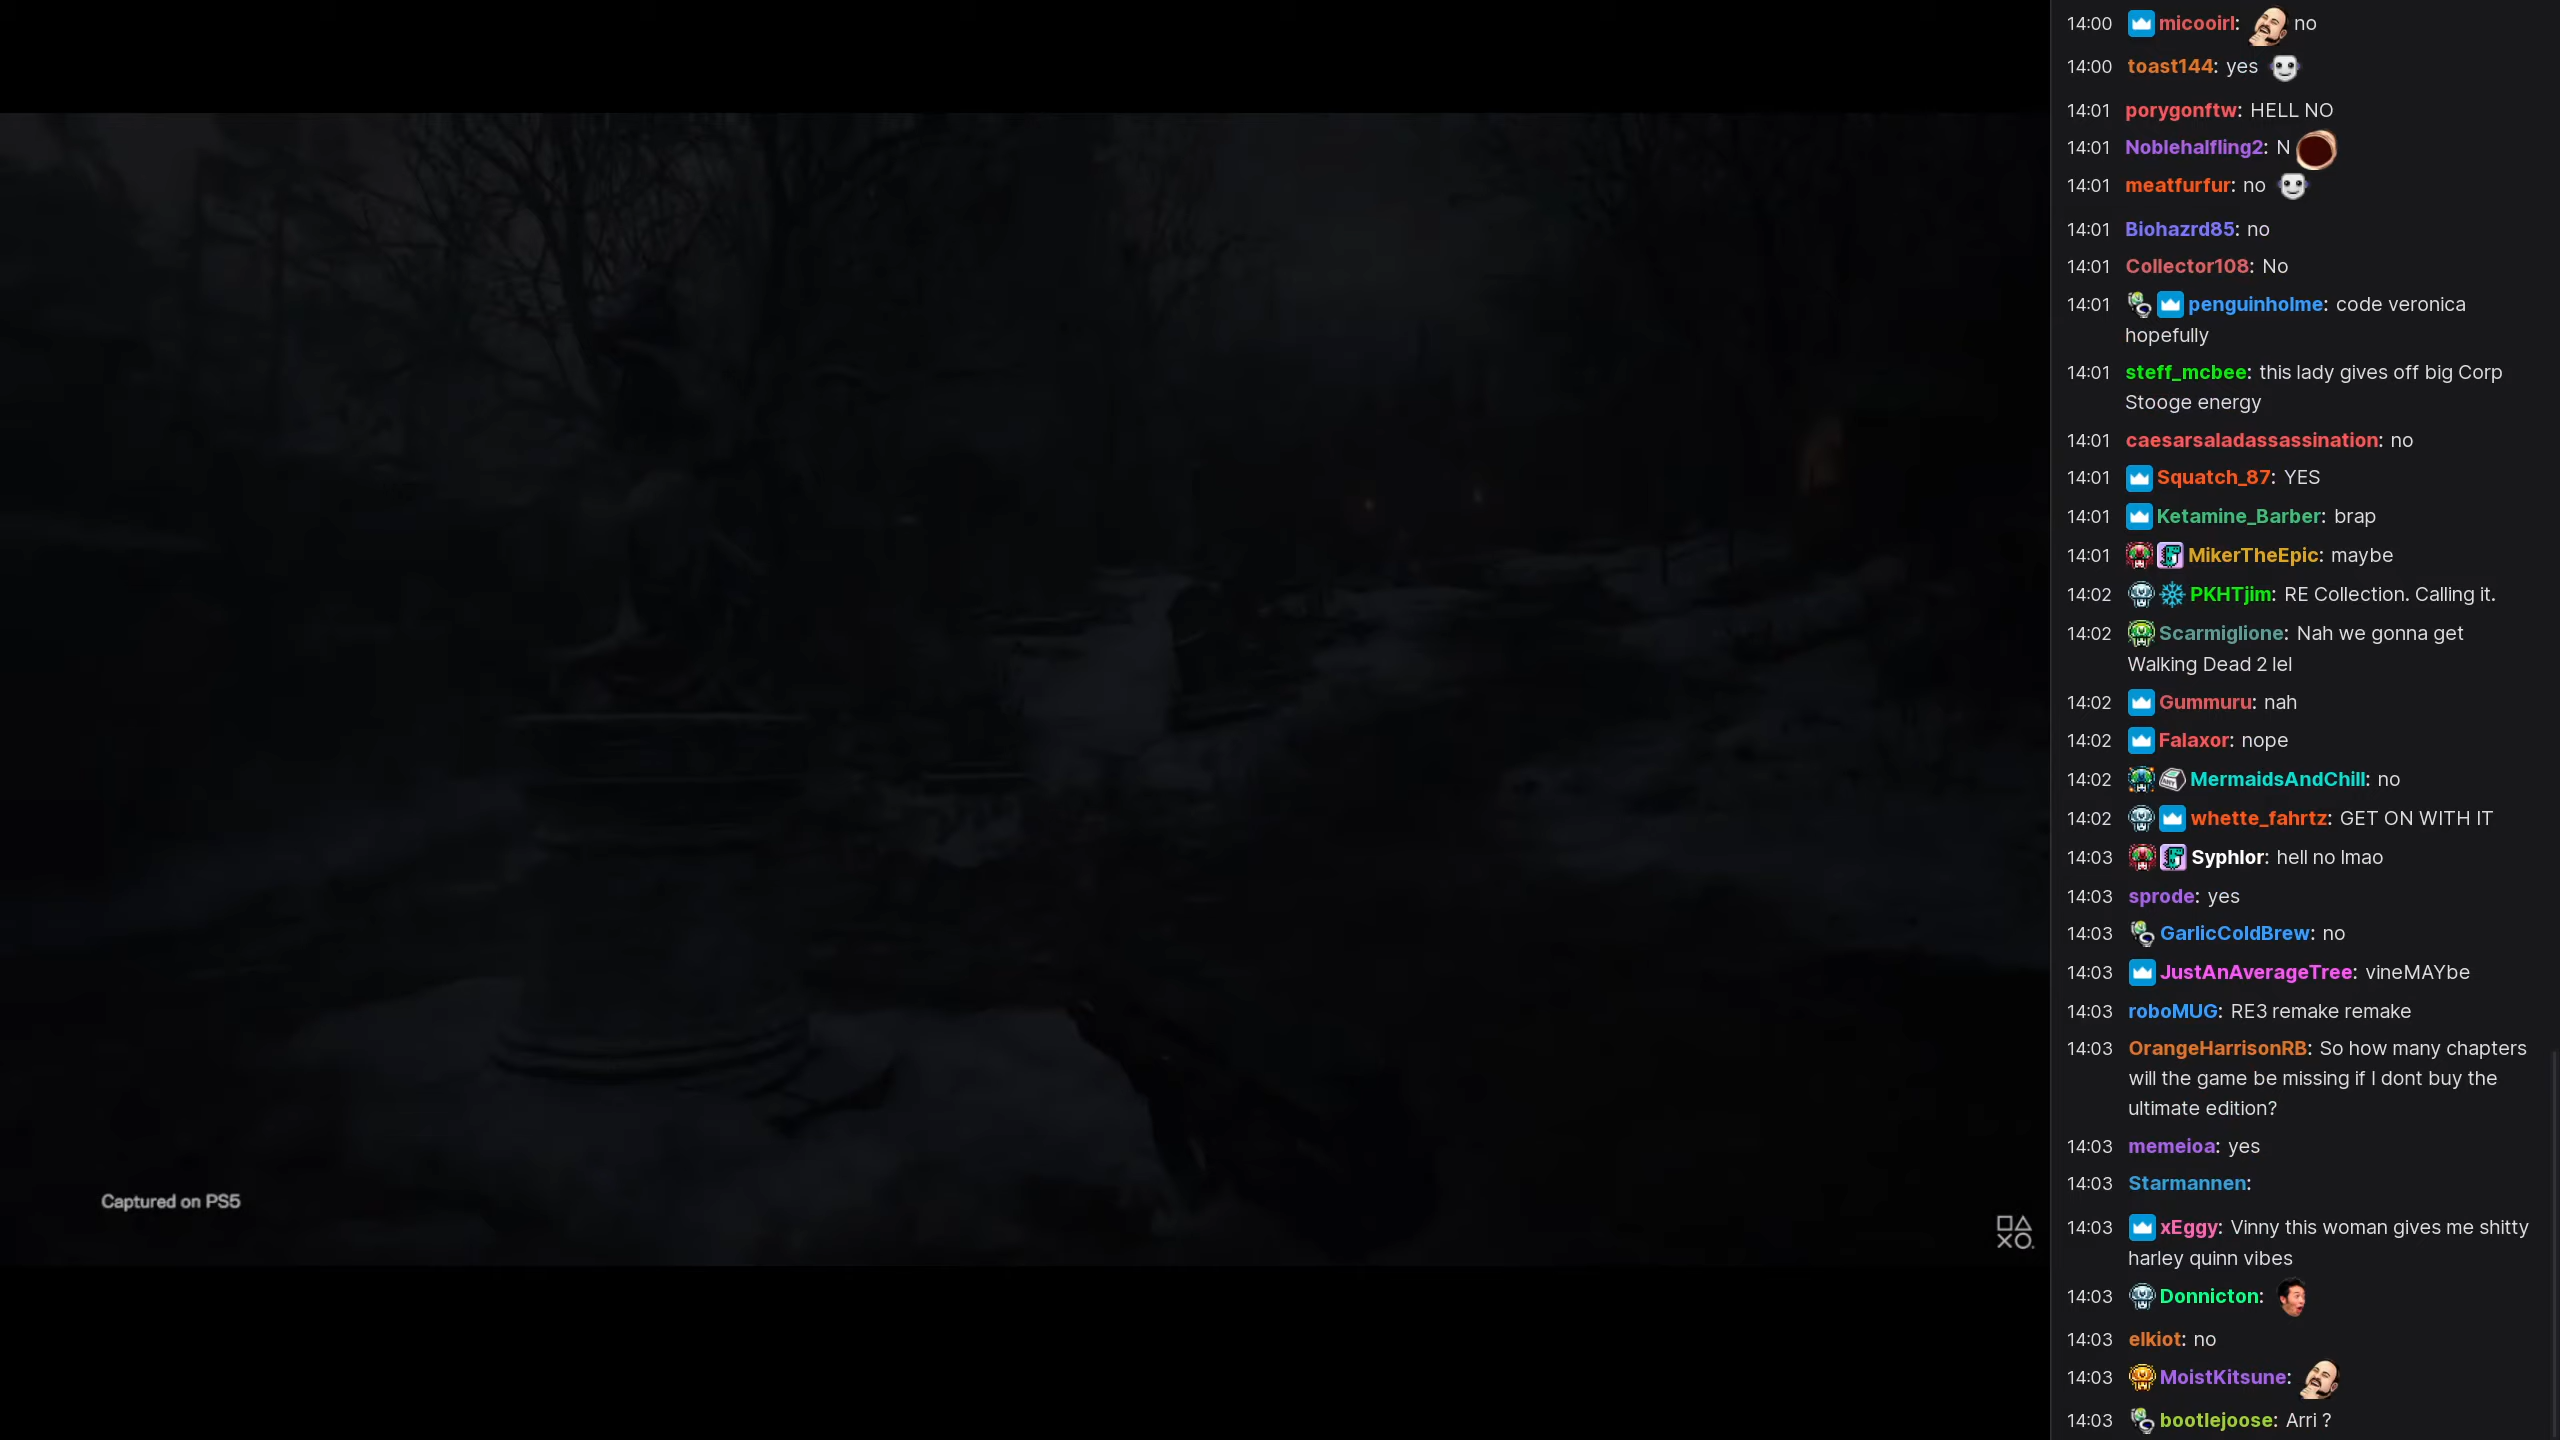 Captured on PS5
14:00 micooirl: no
14:00 toast144: yes
14:01 porygonftw: HELL NO
14:01 Noblehalfling2: N
14:01 meatfurfur: no
14:01 Biohazrd85: no
14:01 Collector108: No
14:01 penguinholme: code veronica
hopefully
14:01 steff_mcbee: this lady gives off big Corp
Stooge energy
14:01 caesarsaladassassination: no
14:01 Squatch_87: YES
14:01 Ketamine_Barber: brap
14:01 MikerTheEpic: maybe
14:02 PKHTjim: RE Collection. Calling it.
14:02 Scarmiglione: Nah we gonna get
Walking Dead 2 lel
14:02 Gummuru: nah
14:02 Falaxor: nope
14:02 MermaidsAndChill: no
14:02 whette_fahrtz: GET ON WITH IT
14:03 Syphlor: hell no lmao
14:03 sprode: yes
14:03 GarlicColdBrew: no
14:03 JustAnAverageTree: vineMAYbe
14:03 roboMUG: RE3 remake remake
14:03 OrangeHarrisonRB: So how many chapters
will the game be missing if I dont buy the
ultimate edition?
14:03 memeioa: yes
14:03 Starmannen:
14:03 xEggy: Vinny this woman gives me shitty
harley quinn vibes
14:03 Donnicton:
14:03 elkiot: no
14:03 MoistKitsune:
14:03 bootlejoose: Arri ?